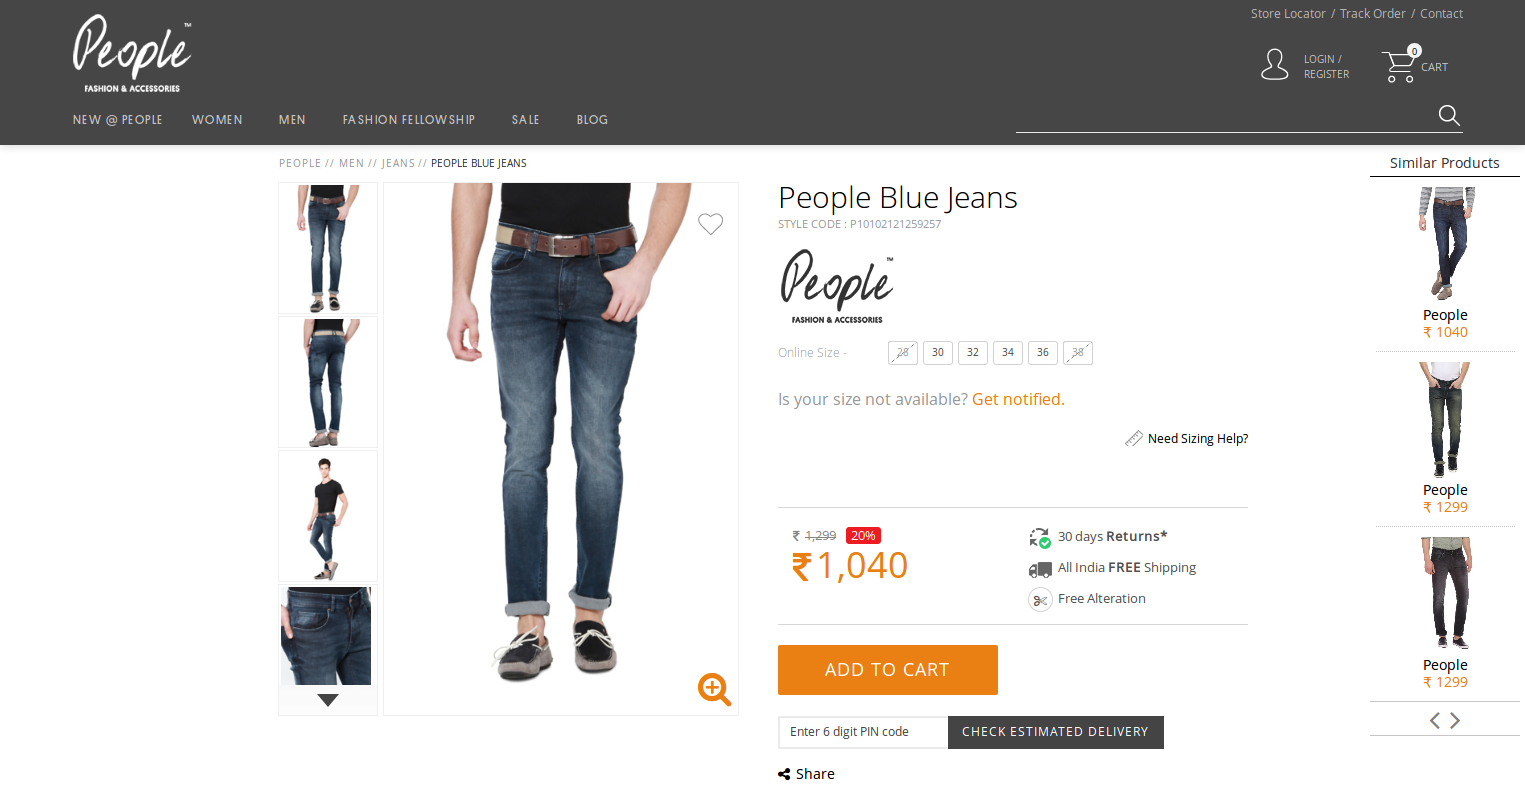 People ™
FASHION & ACCESSORIES
Store Locator / Track Order / Contact
LOGIN /
REGISTER
0
CART
NEW @ PEOPLE WOMEN MEN FASHION FELLOWSHIP SALE BLOG
PEOPLE // MEN // JEANS // PEOPLE BLUE JEANS
People Blue Jeans
STYLE CODE : P10102121259257
People ™
FASHION & ACCESSORIES
Online Size - 28 30 32 34 36 38
Is your size not available? Get notified.
Need Sizing Help?
₹ 1,299 20%
₹1,040
30 days Returns*
All India FREE Shipping
Free Alteration
ADD TO CART
Enter 6 digit PIN code CHECK ESTIMATED DELIVERY
Share
Similar Products
People
₹ 1040
People
₹ 1299
People
₹ 1299